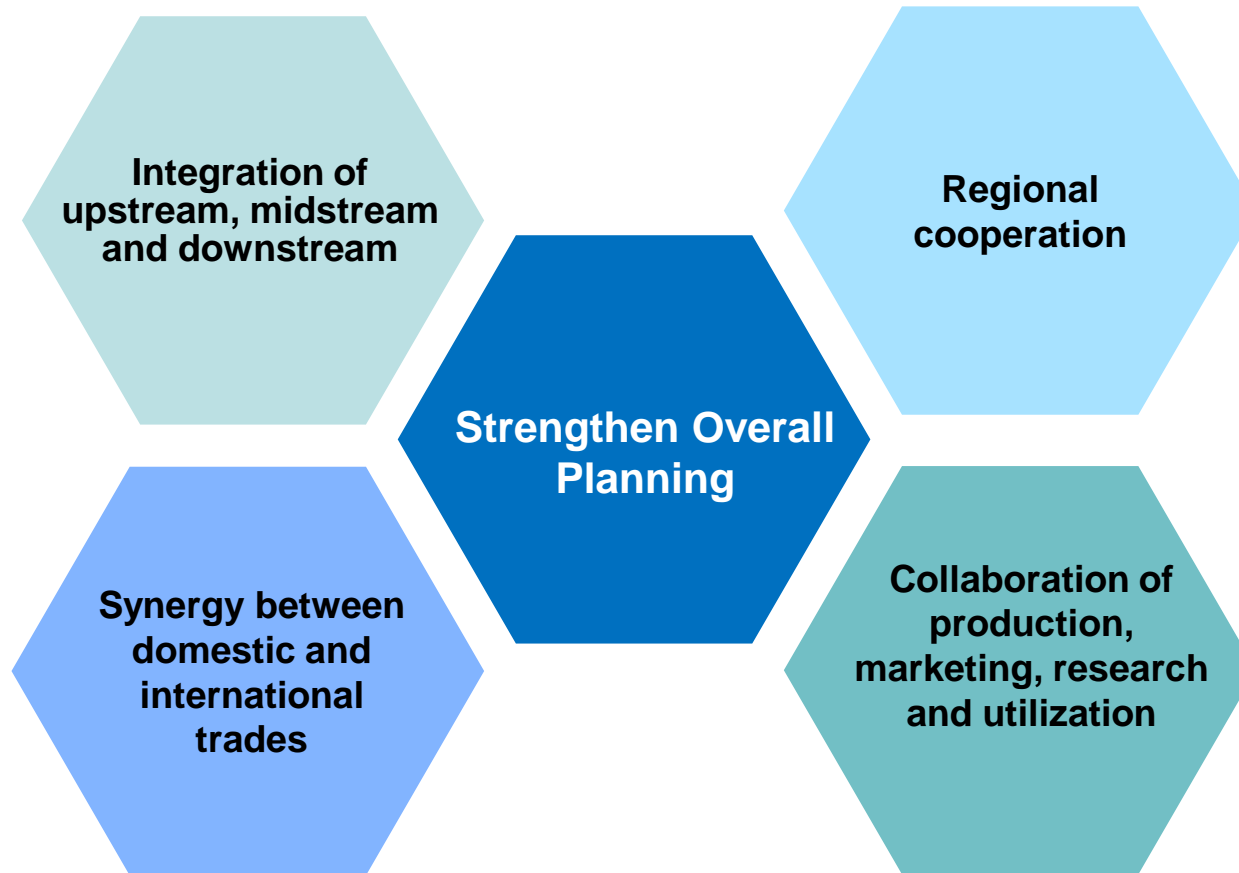 Integration of
upstream, midstream
and downstream
Regional
cooperation
Strengthen Overall
Planning
Synergy between
domestic and
international
trades
Collaboration of
production,
marketing, research
and utilization